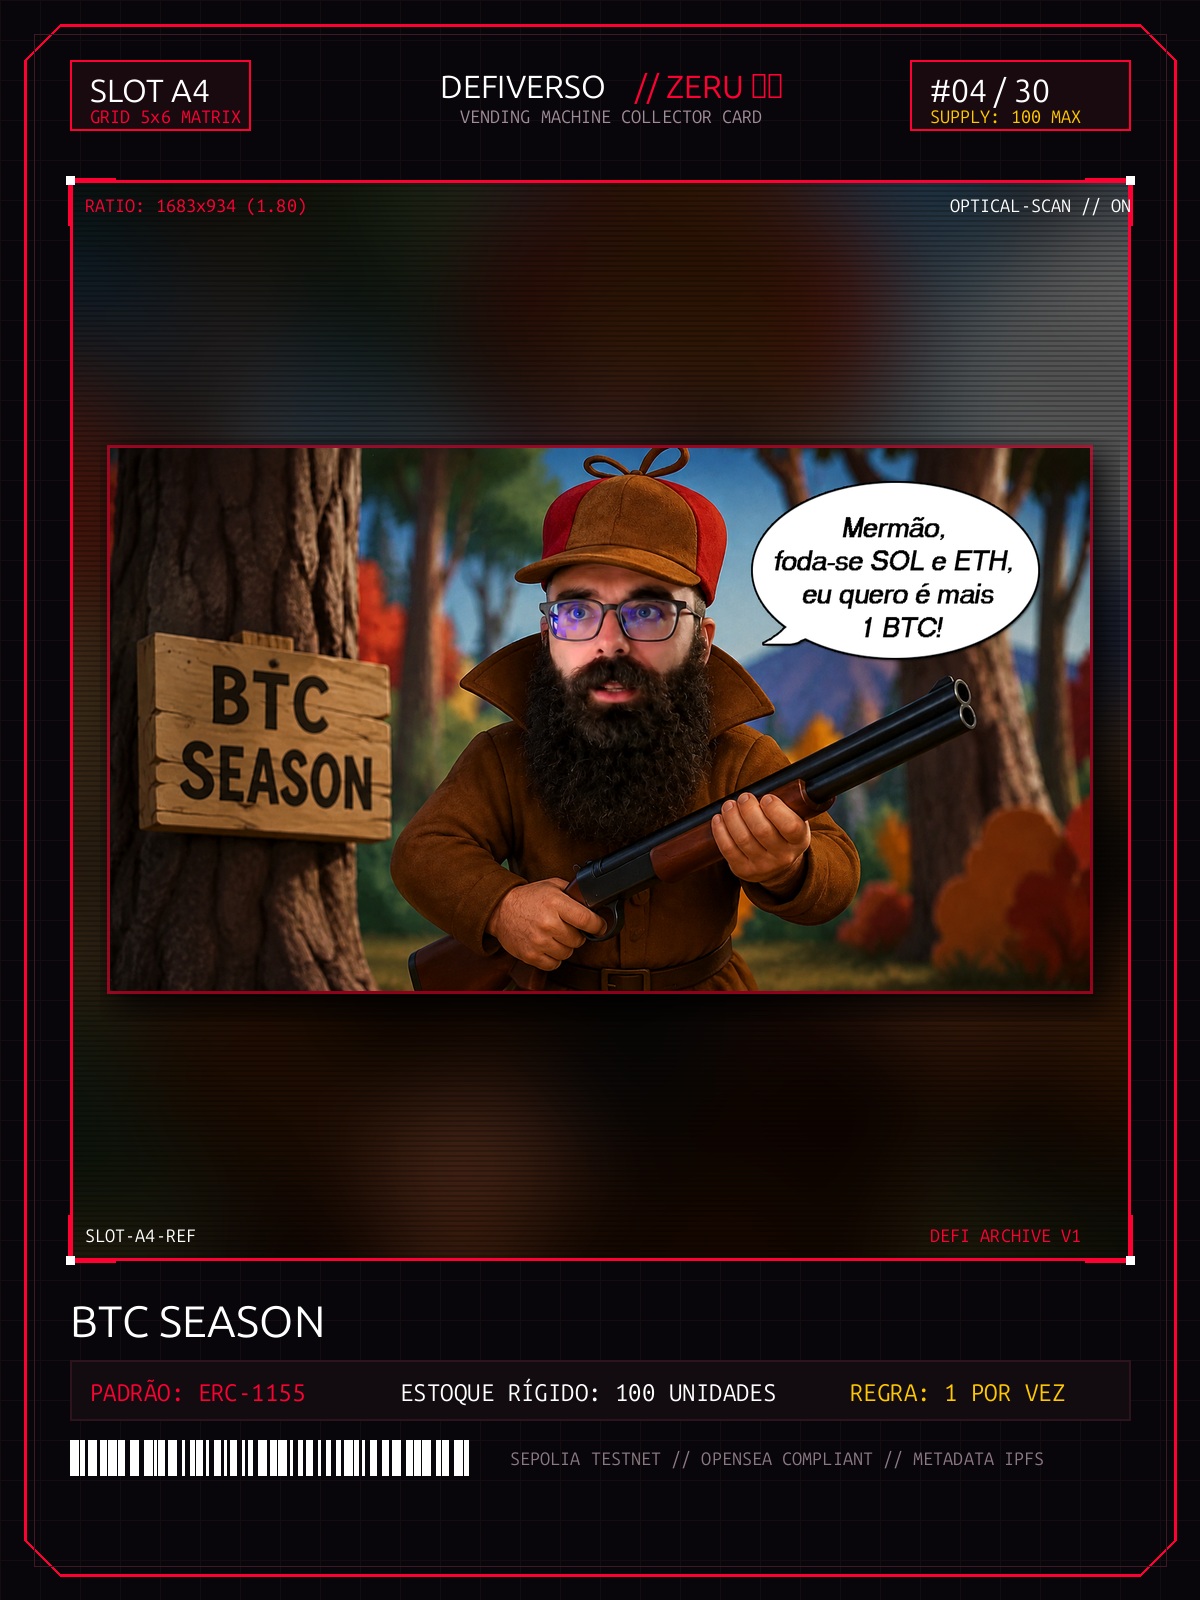 SLOT A4
GRID 5x6 MATRIX
DEFIVERSO // ZERU
VENDING MACHINE COLLECTOR CARD
#04 / 30
SUPPLY: 100 MAX
RATIO: 1683x934 (1.80)
OPTICAL-SCAN // ON
Mermão,
foda-se SOL e ETH,
eu quero é mais
1 BTC!
BTC
SEASON
SLOT-A4-REF
DEFI ARCHIVE V1
BTC SEASON
PADRÃO: ERC-1155
ESTOQUE RÍGIDO: 100 UNIDADES
REGRA: 1 POR VEZ
SEPOLIA TESTNET // OPENSEA COMPLIANT // METADATA IPFS